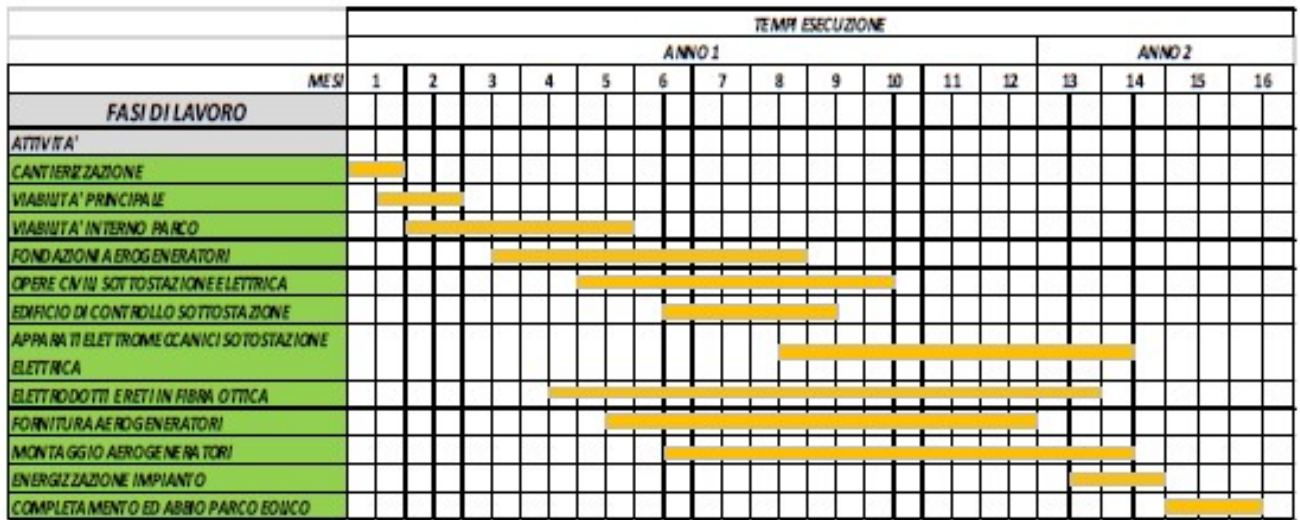 TEMPI ESECUZIONE
ANNO 1 ANNO 2
MESI 1 2 3 4 5 6 7 8 9 10 11 12 13 14 15 16
FASI DI LAVORO
ATTIVITA'
CANTIERIZZAZIONE
VIABILITA' PRINCIPALE
VIABILITA' INTERNO PARCO
FONDAZIONI AEROGENERATORI
OPERE CIVILI SOTTOSTAZIONE ELETTRICA
EDIFICIO DI CONTROLLO SOTTOSTAZIONE
APPARATI ELETTROMECCANICI SOTOSTAZIONE
ELETTRICA
ELETTRODOTTI E RETI IN FIBRA OTTICA
FORNITURA AEROGENERATORI
MONTAGGIO AEROGENERATORI
ENERGIZZAZIONE IMPIANTO
COMPLETAMENTO ED ABBIO PARCO EOLICO